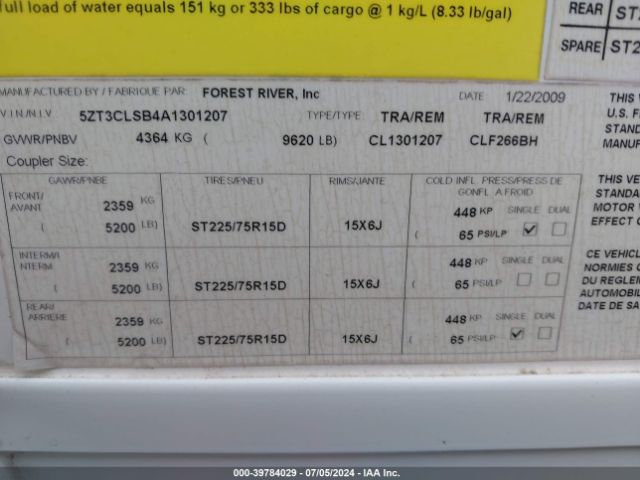 full load of water equals 151 kg or 333 lbs of cargo @ 1 kg/L (8.33 lb/gal)
REAR ST2
SPARE ST2
MANUFACTURED BY / FABRIQUE PAR: FOREST RIVER, Inc DATE 1/22/2009
V.I.N./N.I.V. 5ZT3CLSB4A1301207 TYPE/TYPE: TRA/REM TRA/REM
GVWR/PNBV 4364 KG ( 9620 LB) CL1301207 CLF266BH
Coupler Size:
GAWR/PNBE TIRES/PNEU RIMS/JANTE COLD INFL. PRESS/PRESS DE GONFL A FROID
FRONT/ AVANT 2359 KG 448 KP SINGLE DUAL
( 5200 LB) ST225/75R15D 15X6J ( 65 PSI/LP
INTERM/I NTERM 2359 KG 448 KP SINGLE DUAL
( 5200 LB) ST225/75R15D 15X6J ( 65 PSI/LP
REAR/ ARRIERE 2359 KG 448 KP SINGLE DUAL
( 5200 LB) ST225/75R15D 15X6J ( 65 PSI/LP
THIS V
U.S. F
STANDA
MANUF
THIS VE
STANDA
MOTOR V
EFFECT O
CE VEHICU
NORMES C
DU REGLEM
AUTOMOBIL
DATE DE SA
000-39784029 - 07/05/2024 - IAA Inc.